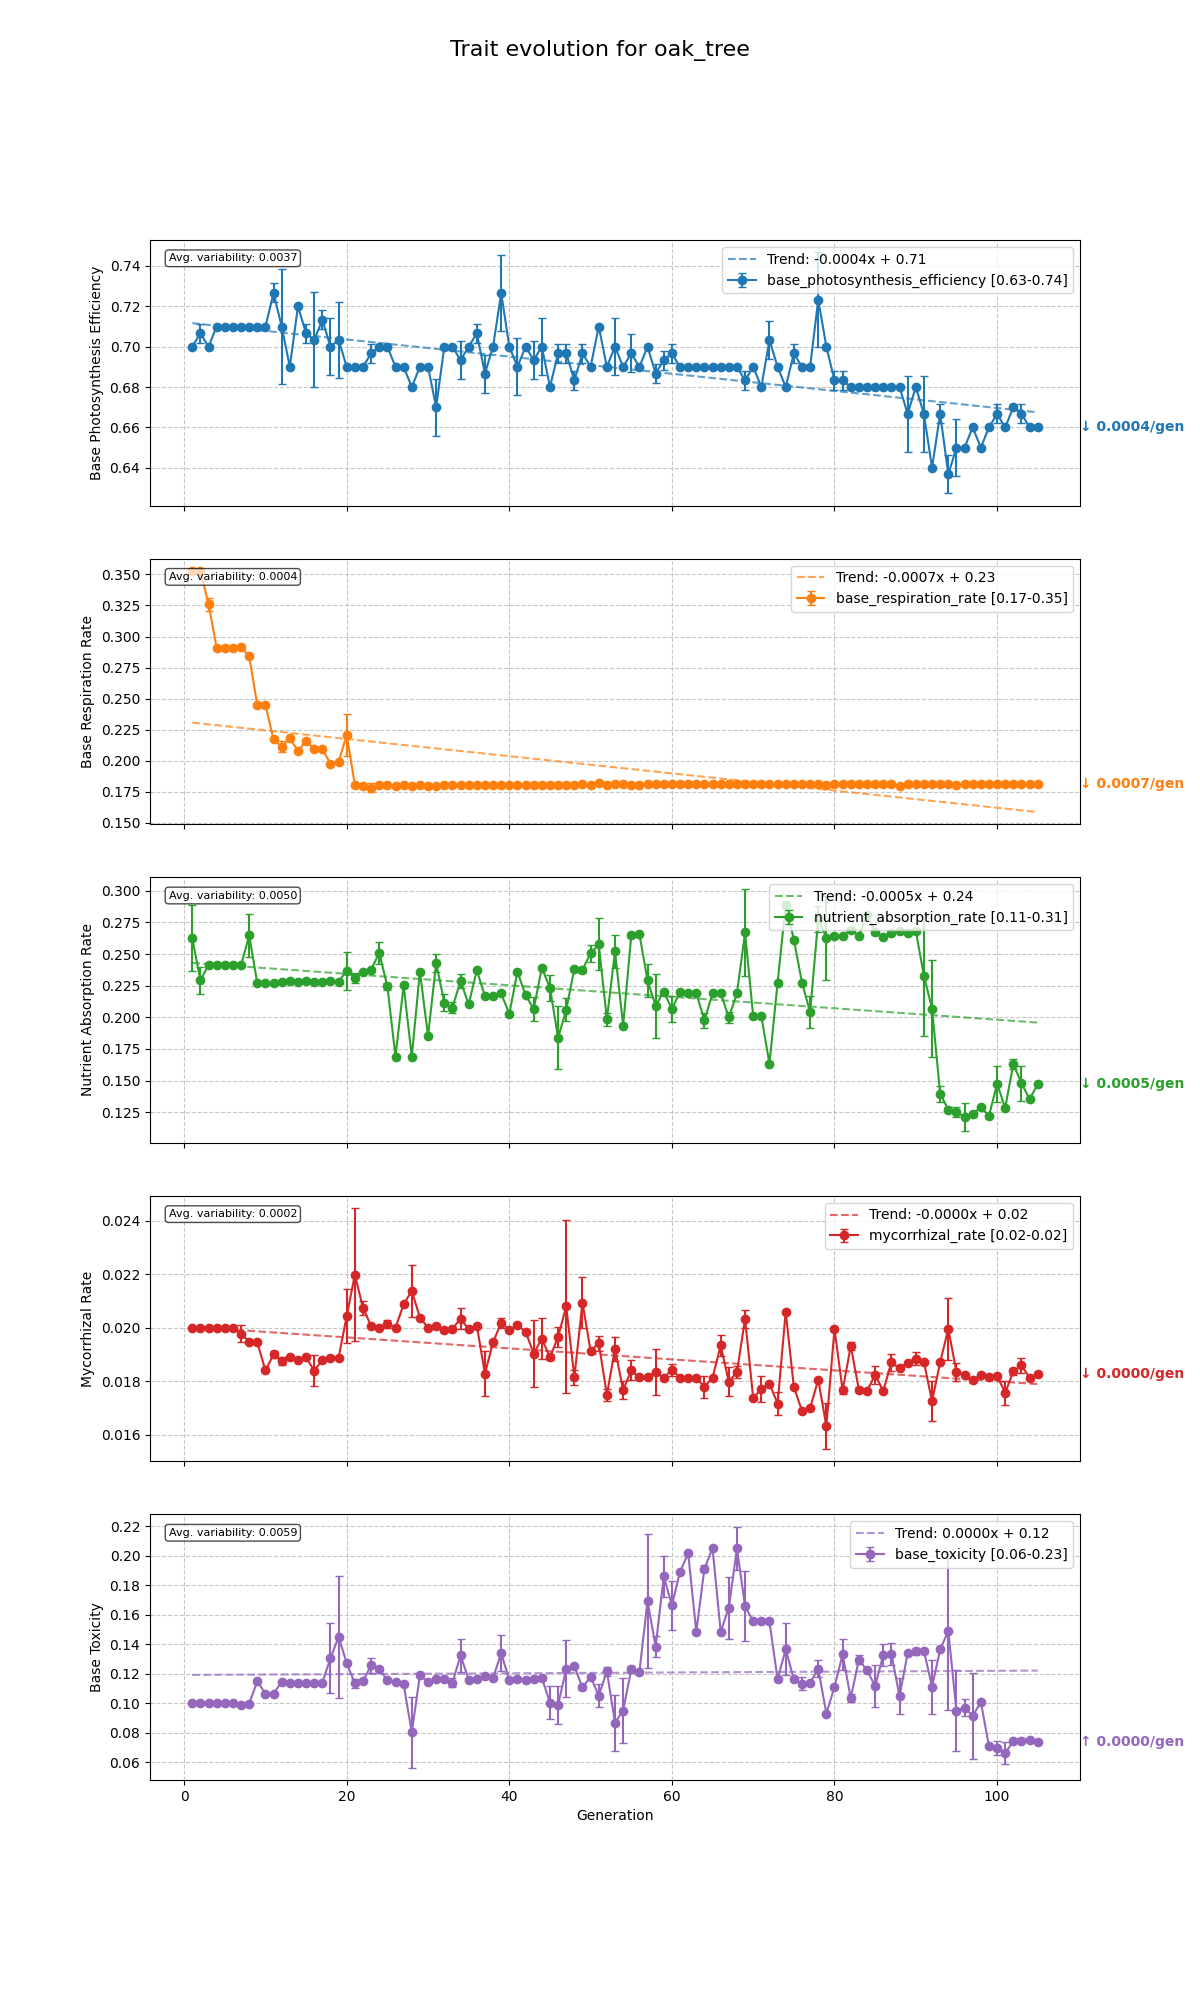 Trait evolution for oak_tree
Avg. variability: 0.0037
Trend: -0.0004x + 0.71
base_photosynthesis_efficiency [0.63-0.74]
Base Photosynthesis Efficiency
0.74
0.72
0.70
0.68
0.66
0.64
↓ 0.0004/gen
Avg. variability: 0.0004
Trend: -0.0007x + 0.23
base_respiration_rate [0.17-0.35]
Base Respiration Rate
0.350
0.325
0.300
0.275
0.250
0.225
0.200
0.175
0.150
↓ 0.0007/gen
Avg. variability: 0.0050
Trend: -0.0005x + 0.24
nutrient_absorption_rate [0.11-0.31]
Nutrient Absorption Rate
0.300
0.275
0.250
0.225
0.200
0.175
0.150
0.125
↓ 0.0005/gen
Avg. variability: 0.0002
Trend: -0.0000x + 0.02
mycorrhizal_rate [0.02-0.02]
Mycorrhizal Rate
0.024
0.022
0.020
0.018
0.016
↓ 0.0000/gen
Avg. variability: 0.0059
Trend: 0.0000x + 0.12
base_toxicity [0.06-0.23]
Base Toxicity
0.22
0.20
0.18
0.16
0.14
0.12
0.10
0.08
0.06
↑ 0.0000/gen
0 20 40 60 80 100
Generation